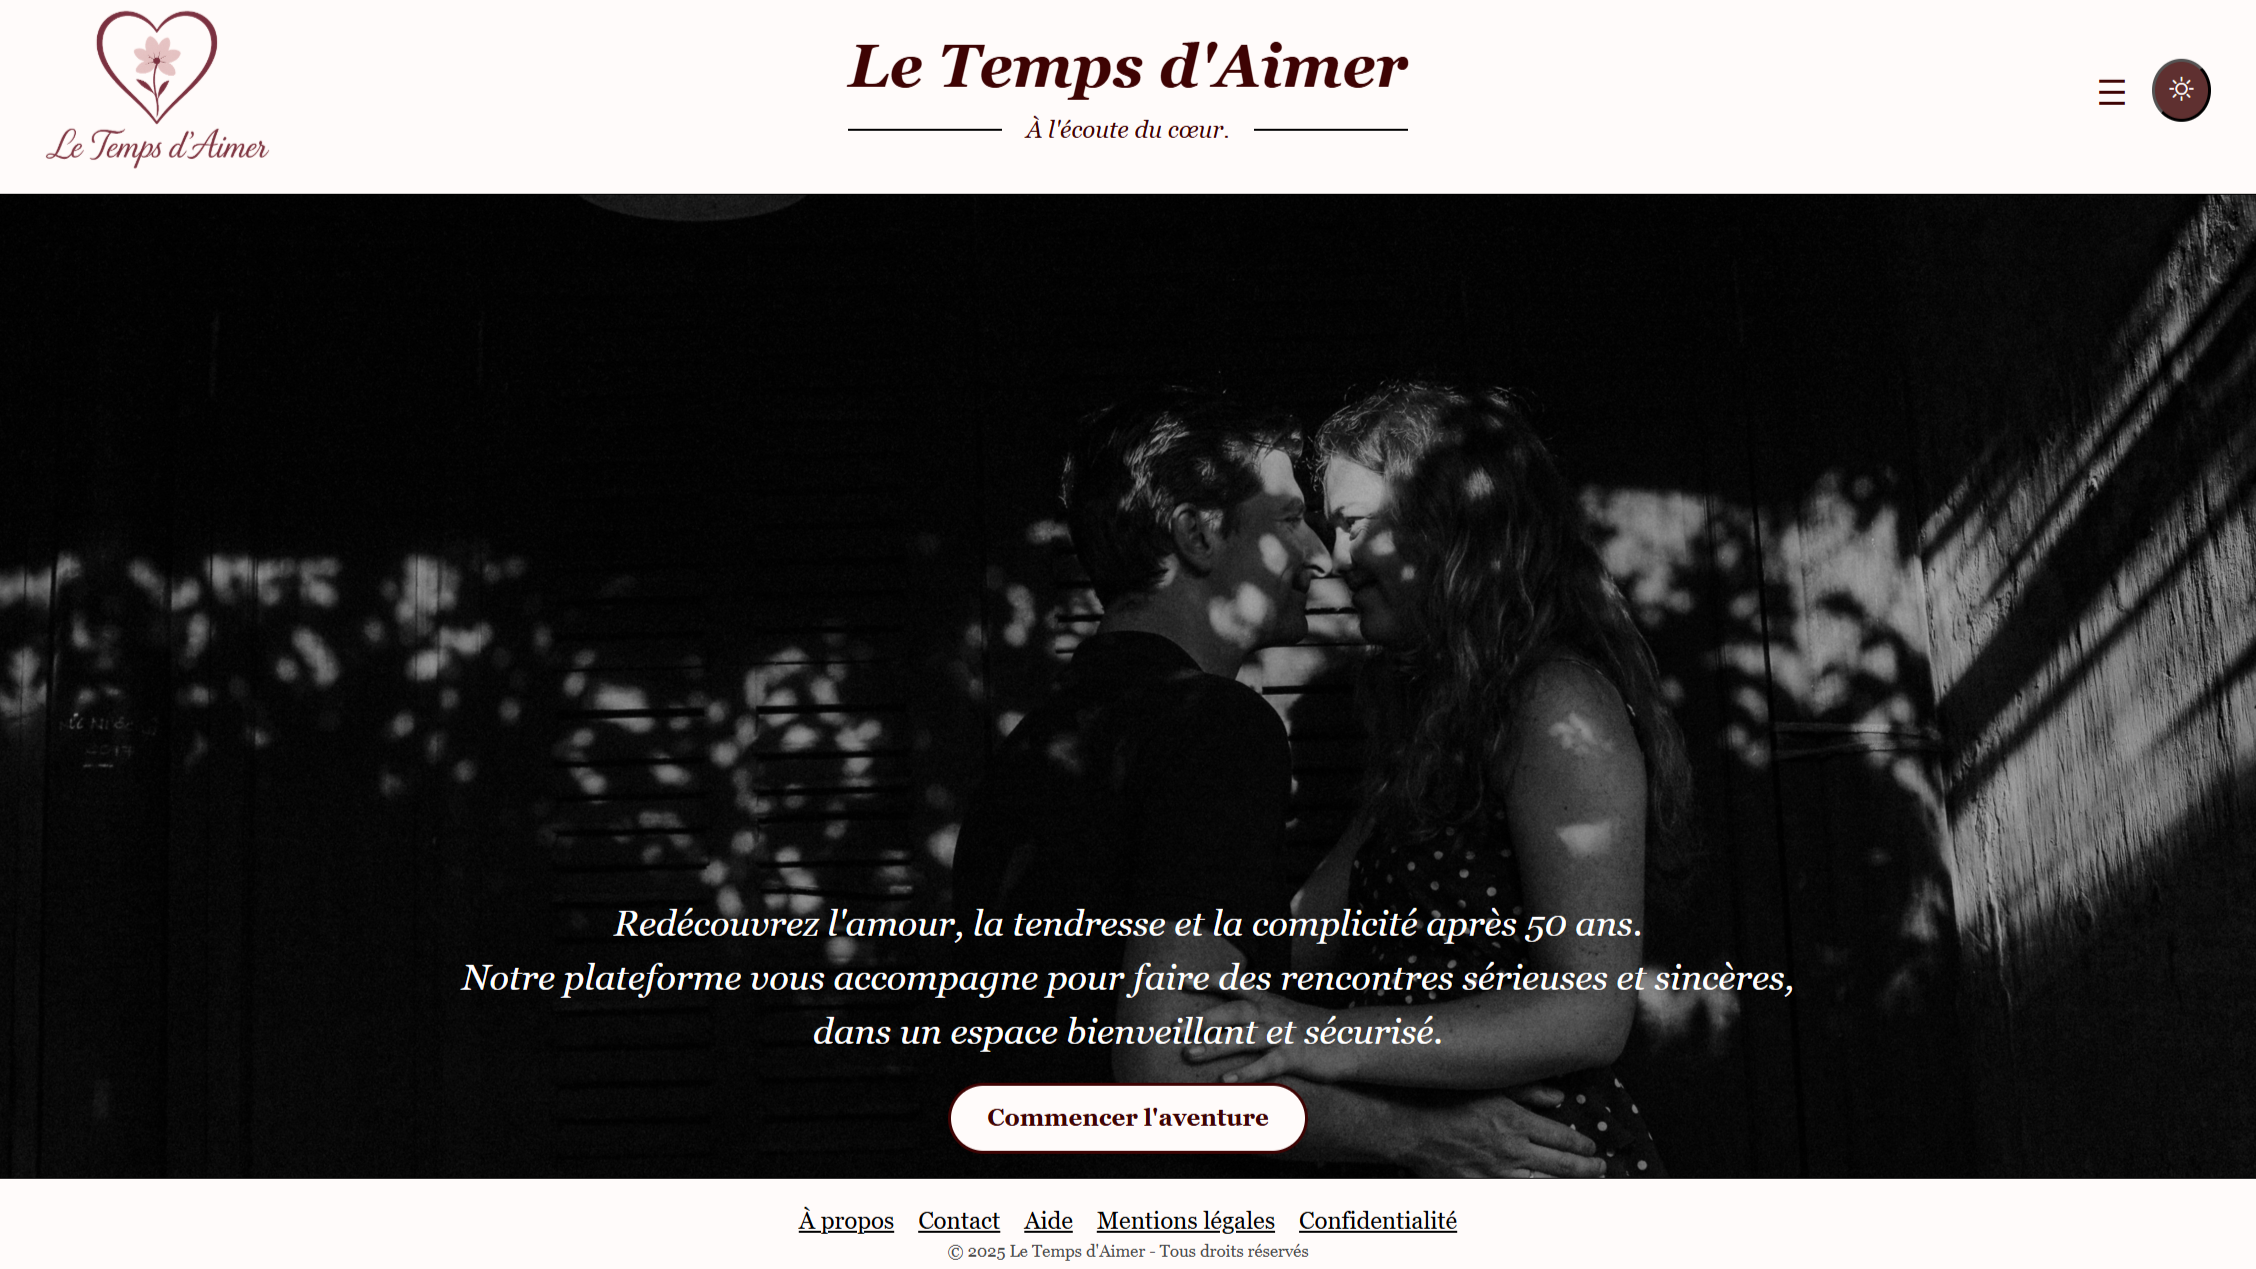 Le Temps d'Aimer
Le Temps d'Aimer
À l'écoute du cœur.
Redécouvrez l'amour, la tendresse et la complicité après 50 ans.
Notre plateforme vous accompagne pour faire des rencontres sérieuses et sincères,
dans un espace bienveillant et sécurisé.
Commencer l'aventure
À propos Contact Aide Mentions légales Confidentialité
© 2025 Le Temps d'Aimer - Tous droits réservés